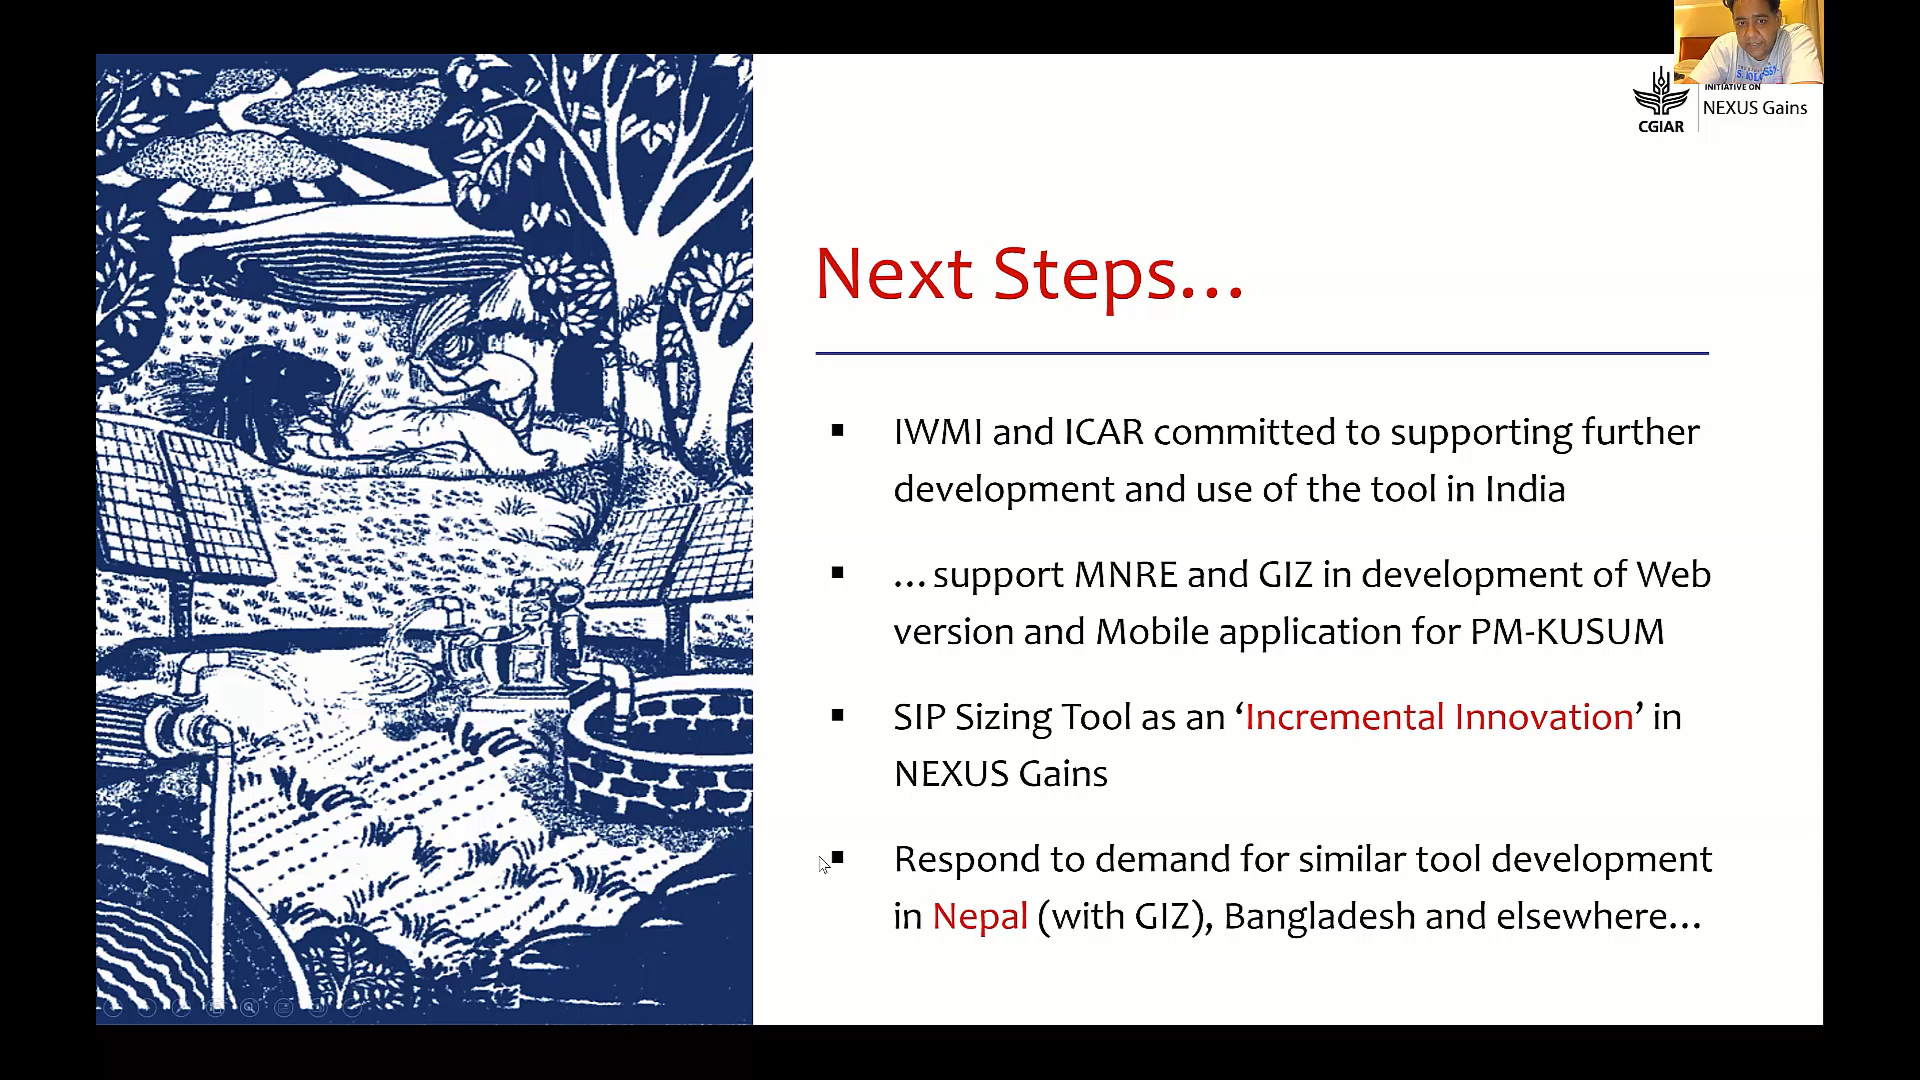 INITIATIVE ON
NEXUS Gains
CGIAR
Next Steps...
▪ IWMI and ICAR committed to supporting further
development and use of the tool in India
▪ ...support MNRE and GIZ in development of Web
version and Mobile application for PM-KUSUM
▪ SIP Sizing Tool as an ‘Incremental Innovation’ in
NEXUS Gains
▪ Respond to demand for similar tool development
in Nepal (with GIZ), Bangladesh and elsewhere...